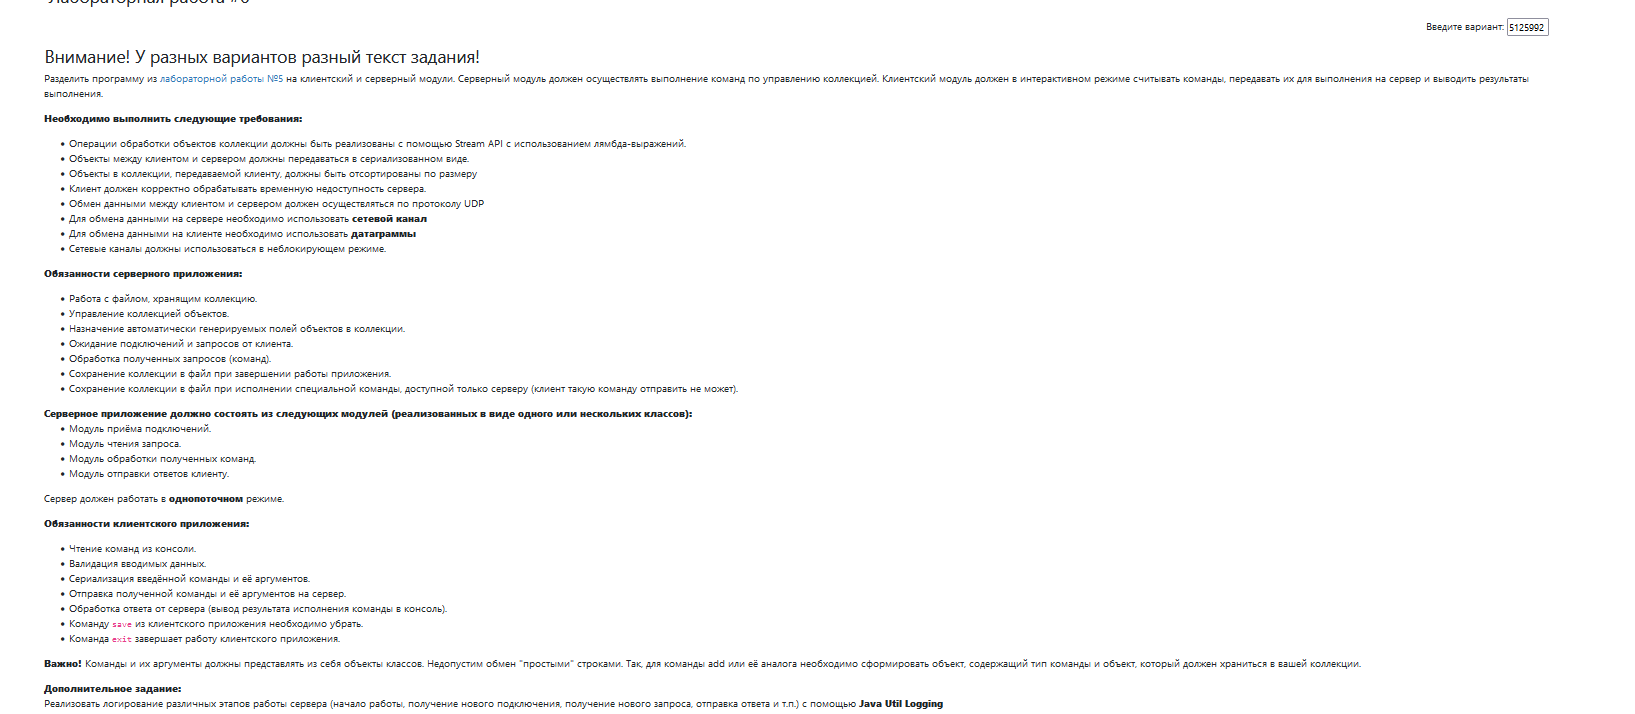 Лабораторная работа #6
Введите вариант: 5125992
Внимание! У разных вариантов разный текст задания!
Разделить программу из лабораторной работы №5 на клиентский и серверный модули. Серверный модуль должен осуществлять выполнение команд по управлению коллекцией. Клиентский модуль должен в интерактивном режиме считывать команды, передавать их для выполнения на сервер и выводить результаты
выполнения.
Необходимо выполнить следующие требования:
• Операции обработки объектов коллекции должны быть реализованы с помощью Stream API с использованием лямбда-выражений.
• Объекты между клиентом и сервером должны передаваться в сериализованном виде.
• Объекты в коллекции, передаваемой клиенту, должны быть отсортированы по размеру
• Клиент должен корректно обрабатывать временную недоступность сервера.
• Обмен данными между клиентом и сервером должен осуществляться по протоколу UDP
• Для обмена данными на сервере необходимо использовать сетевой канал
• Для обмена данными на клиенте необходимо использовать датаграммы
• Сетевые каналы должны использоваться в неблокирующем режиме.
Обязанности серверного приложения:
• Работа с файлом, хранящим коллекцию.
• Управление коллекцией объектов.
• Назначение автоматически генерируемых полей объектов в коллекции.
• Ожидание подключений и запросов от клиента.
• Обработка полученных запросов (команд).
• Сохранение коллекции в файл при завершении работы приложения.
• Сохранение коллекции в файл при исполнении специальной команды, доступной только серверу (клиент такую команду отправить не может).
Серверное приложение должно состоять из следующих модулей (реализованных в виде одного или нескольких классов):
• Модуль приёма подключений.
• Модуль чтения запроса.
• Модуль обработки полученных команд.
• Модуль отправки ответов клиенту.
Сервер должен работать в однопоточном режиме.
Обязанности клиентского приложения:
• Чтение команд из консоли.
• Валидация вводимых данных.
• Сериализация введённой команды и её аргументов.
• Отправка полученной команды и её аргументов на сервер.
• Обработка ответа от сервера (вывод результата исполнения команды в консоль).
• Команду save из клиентского приложения необходимо убрать.
• Команда exit завершает работу клиентского приложения.
Важно! Команды и их аргументы должны представлять из себя объекты классов. Недопустим обмен "простыми" строками. Так, для команды add или её аналога необходимо сформировать объект, содержащий тип команды и объект, который должен храниться в вашей коллекции.
Дополнительное задание:
Реализовать логирование различных этапов работы сервера (начало работы, получение нового подключения, получение нового запроса, отправка ответа и т.п.) с помощью Java Util Logging